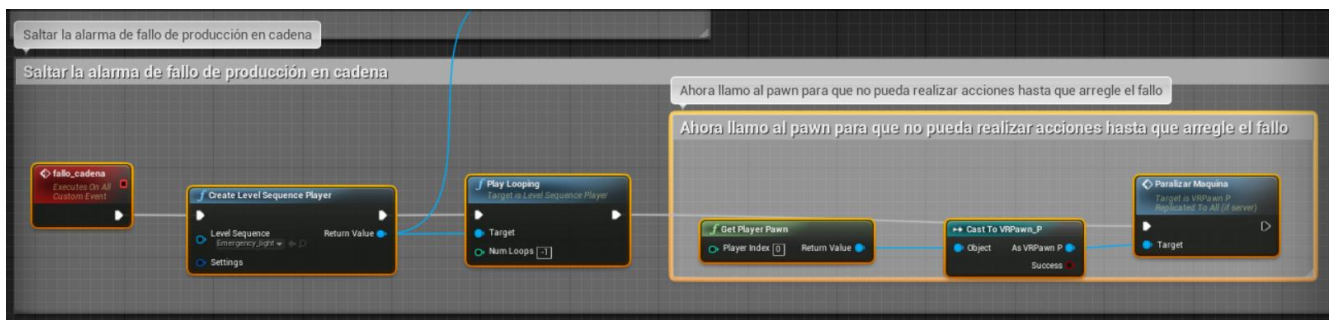 Saltar la alarma de fallo de producción en cadena
Saltar la alarma de fallo de producción en cadena
Ahora llamo al pawn para que no pueda realizar acciones hasta que arregle el fallo
Ahora llamo al pawn para que no pueda realizar acciones hasta que arregle el fallo
fallo_cadena
Executes On All
Custom Event
f Create Level Sequence Player
Level Sequence
Emergency_light
Return Value
Settings
f Play Looping
Target is Level Sequence Player
Target
Num Loops -1
f Get Player Pawn
Player Index 0
Return Value
Cast To VRPawn_P
Object
As VRPawn P
Success
Paralizar Maquina
Target is VRPawn P
Replicated To All (if server)
Target